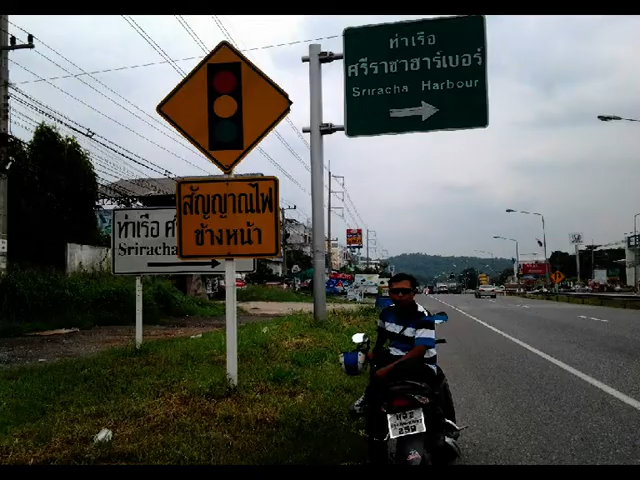 ท่าเรือ
ศรีราชาฮาร์เบอร์
Sriracha Harbour
สัญญาณไฟ
ข้างหน้า
ท่าเรือ ศ
Sriracha